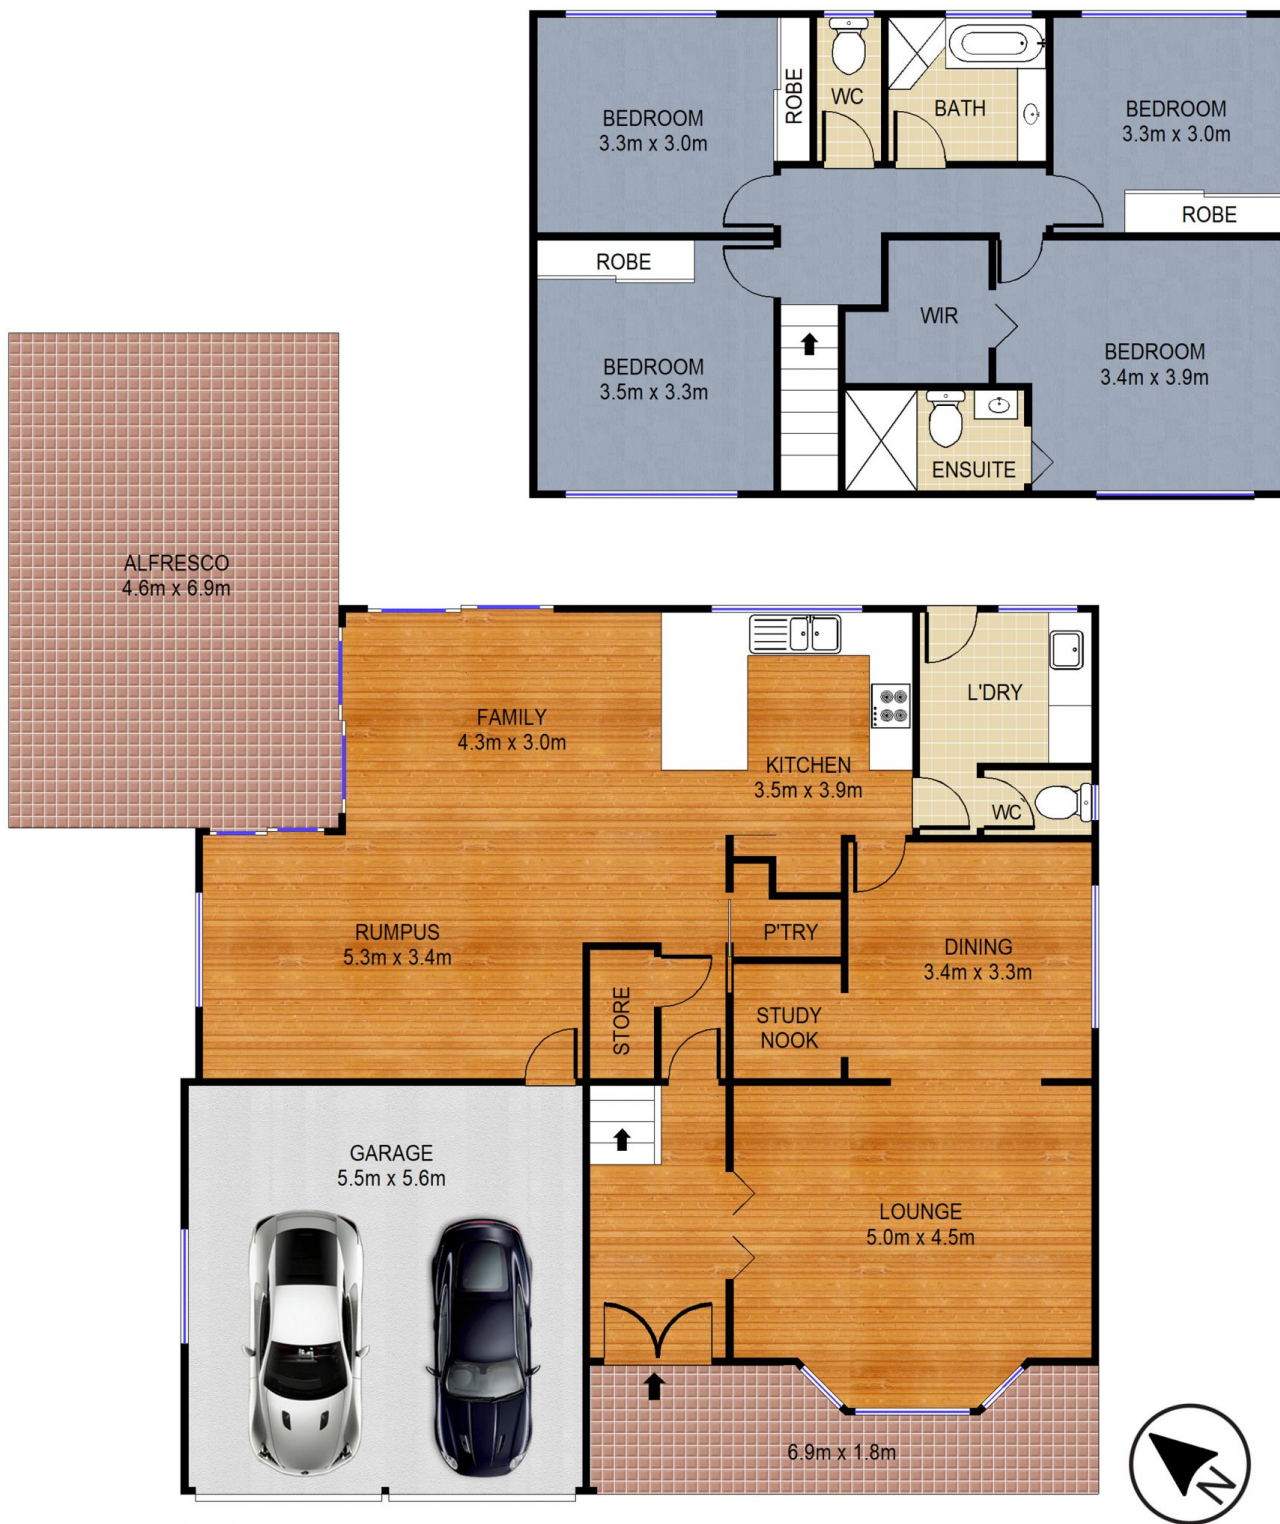 BEDROOM
3.3m x 3.0m
ROBE
WC
BATH
BEDROOM
3.3m x 3.0m
ROBE
ROBE
BEDROOM
3.5m x 3.3m
WIR
BEDROOM
3.4m x 3.9m
ENSUITE
ALFRESCO
4.6m x 6.9m
FAMILY
4.3m x 3.0m
KITCHEN
3.5m x 3.9m
L'DRY
WC
RUMPUS
5.3m x 3.4m
STORE
P'TRY
STUDY
NOOK
DINING
3.4m x 3.3m
GARAGE
5.5m x 5.6m
LOUNGE
5.0m x 4.5m
6.9m x 1.8m
N